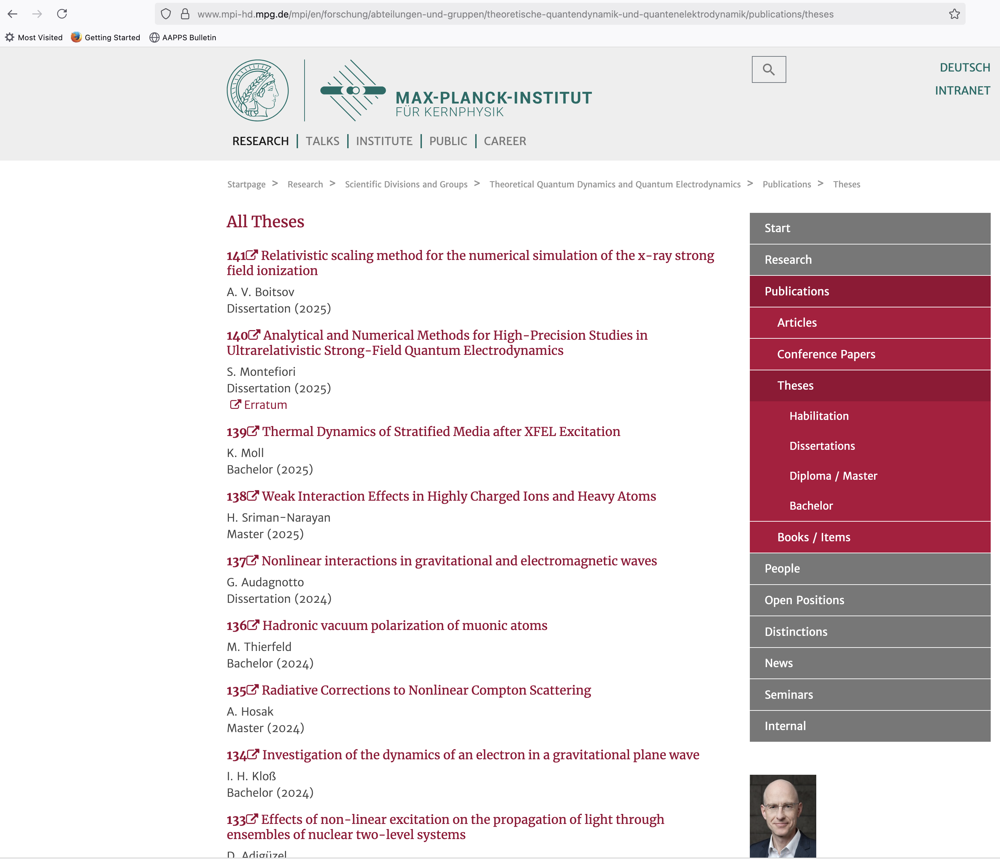 www.mpi-hd.mpg.de/mpi/en/forschung/abteilungen-und-gruppen/theoretische-quantendynamik-und-quantenelektrodynamik/publications/theses
Most Visited Getting Started AAPPS Bulletin
DEUTSCH
INTRANET
MAX-PLANCK-INSTITUT
FÜR KERNPHYSIK
RESEARCH | TALKS | INSTITUTE | PUBLIC | CAREER
Startpage > Research > Scientific Divisions and Groups > Theoretical Quantum Dynamics and Quantum Electrodynamics > Publications > Theses
All Theses
141 Relativistic scaling method for the numerical simulation of the x-ray strong
field ionization
A. V. Boitsov
Dissertation (2025)
140 Analytical and Numerical Methods for High-Precision Studies in
Ultrarelativistic Strong-Field Quantum Electrodynamics
S. Montefiori
Dissertation (2025)
Erratum
139 Thermal Dynamics of Stratified Media after XFEL Excitation
K. Moll
Bachelor (2025)
138 Weak Interaction Effects in Highly Charged Ions and Heavy Atoms
H. Sriman-Narayan
Master (2025)
137 Nonlinear interactions in gravitational and electromagnetic waves
G. Audagnotto
Dissertation (2024)
136 Hadronic vacuum polarization of muonic atoms
M. Thierfeld
Bachelor (2024)
135 Radiative Corrections to Nonlinear Compton Scattering
A. Hosak
Master (2024)
134 Investigation of the dynamics of an electron in a gravitational plane wave
I. H. Kloß
Bachelor (2024)
133 Effects of non-linear excitation on the propagation of light through
ensembles of nuclear two-level systems
D. Adigüzel
Start
Research
Publications
Articles
Conference Papers
Theses
Habilitation
Dissertations
Diploma / Master
Bachelor
Books / Items
People
Open Positions
Distinctions
News
Seminars
Internal